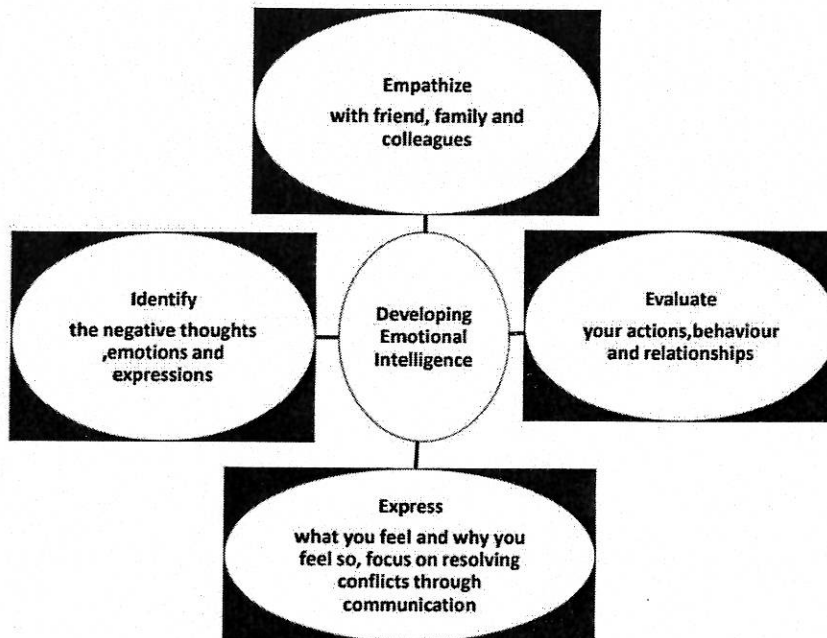 Empathize
with friend, family and
colleagues
Identify
the negative thoughts
,emotions and
expressions
Developing
Emotional
Intelligence
Evaluate
your actions,behaviour
and relationships
Express
what you feel and why you
feel so, focus on resolving
conflicts through
communication